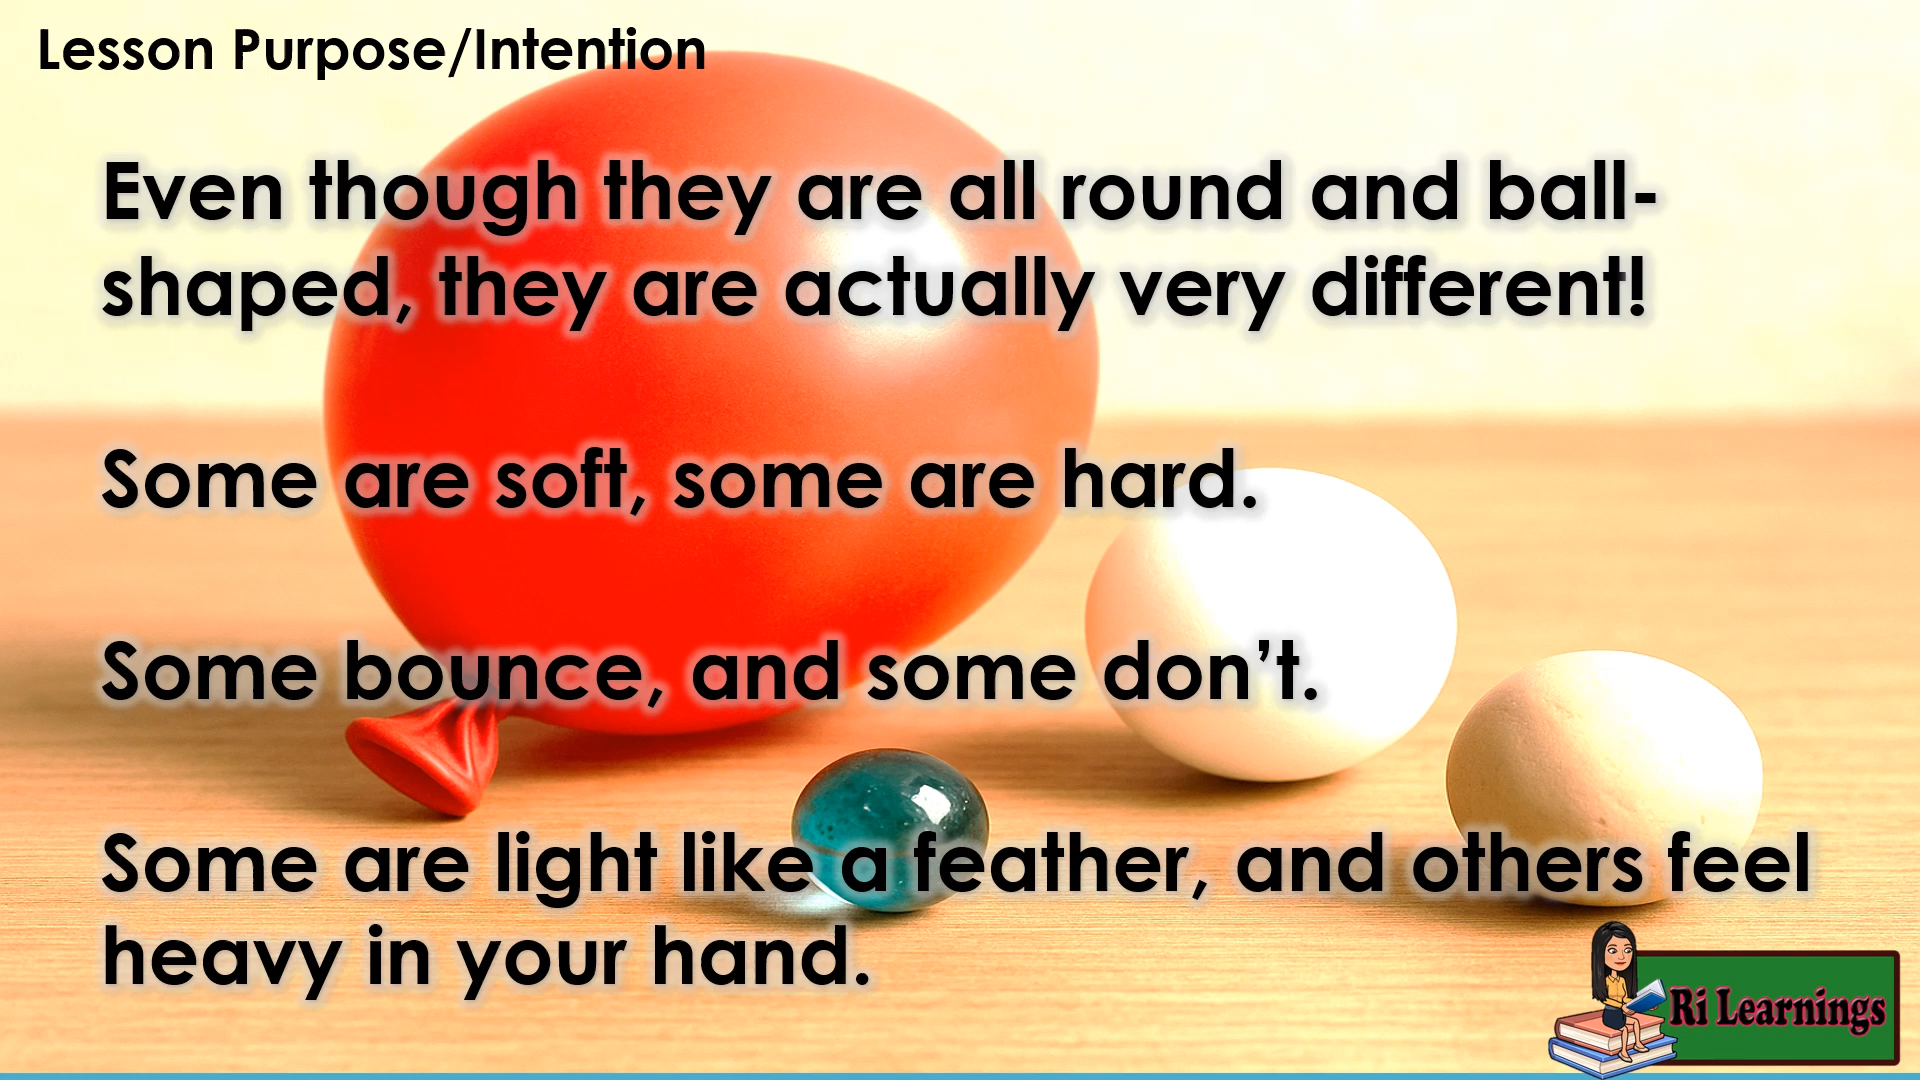 Lesson Purpose/Intention
Even though they are all round and ball-
shaped, they are actually very different!
Some are soft, some are hard.
Some bounce, and some don’t.
Some are light like a feather, and others feel
heavy in your hand.
Ri Learnings